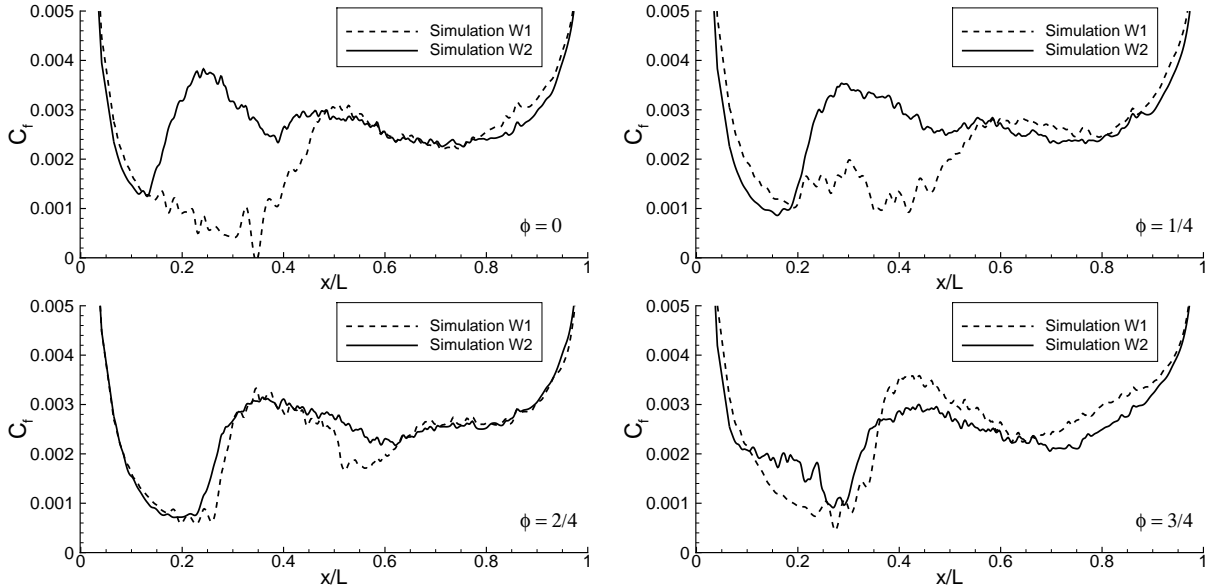 0.005
0.004
0.003
0.002
0.001
0
C_f
0 0.2 0.4 0.6 0.8 1
x/L
Simulation W1
Simulation W2
ϕ = 0
0.005
0.004
0.003
0.002
0.001
0
C_f
0 0.2 0.4 0.6 0.8 1
x/L
Simulation W1
Simulation W2
ϕ = 1/4
0.005
0.004
0.003
0.002
0.001
0
C_f
0 0.2 0.4 0.6 0.8 1
x/L
Simulation W1
Simulation W2
ϕ = 2/4
0.005
0.004
0.003
0.002
0.001
0
C_f
0 0.2 0.4 0.6 0.8 1
x/L
Simulation W1
Simulation W2
ϕ = 3/4